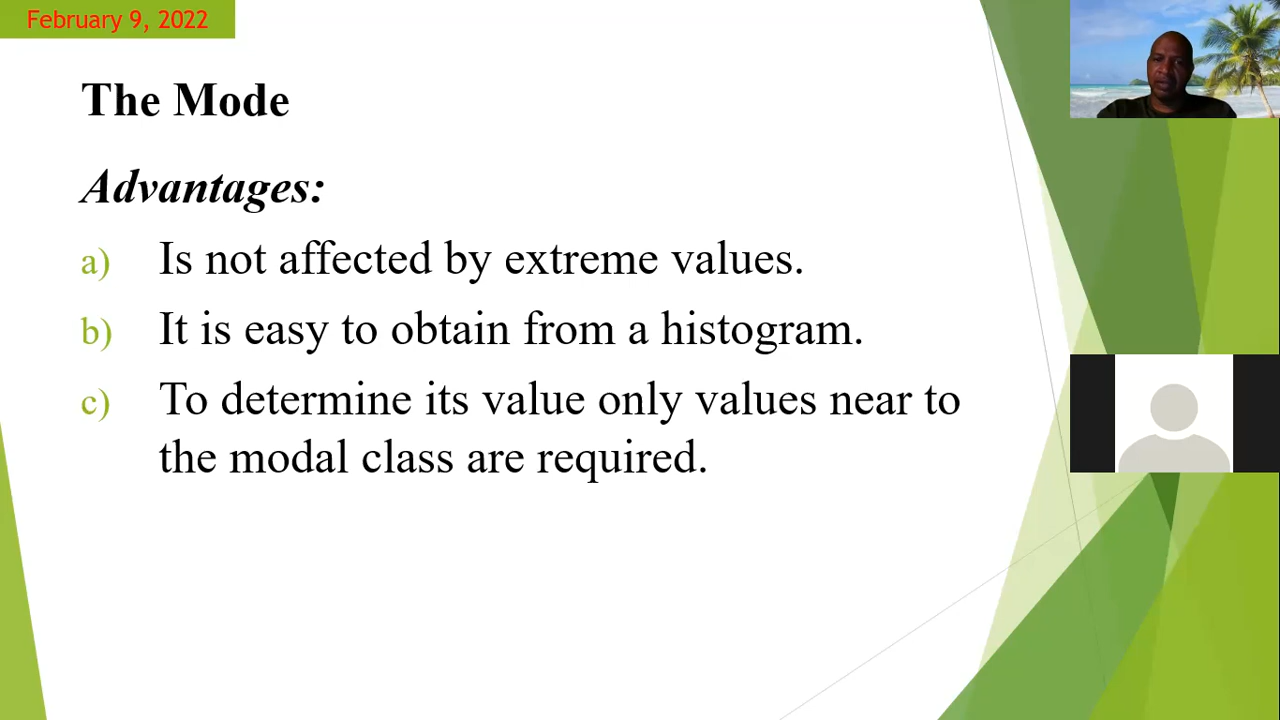 February 9, 2022
The Mode
Advantages:
a) Is not affected by extreme values.
b) It is easy to obtain from a histogram.
c) To determine its value only values near to
the modal class are required.